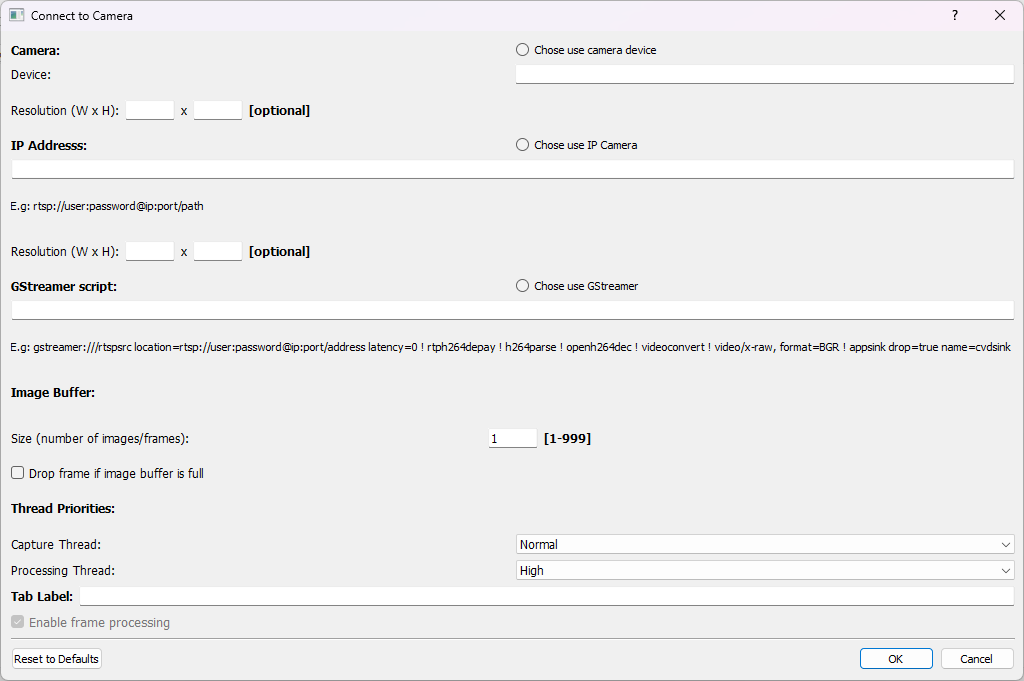 Connect to Camera
?
Camera:
Chose use camera device
Device:
Resolution (W x H): x [optional]
IP Addresss:
Chose use IP Camera
E.g: rtsp://user:password@ip:port/path
Resolution (W x H): x [optional]
GStreamer script:
Chose use GStreamer
E.g: gstreamer:///rtspsrc location=rtsp://user:password@ip:port/address latency=0 ! rtph264depay ! h264parse ! openh264dec ! videoconvert ! video/x-raw, format=BGR ! appsink drop=true name=cvdsink
Image Buffer:
Size (number of images/frames): 1 [1-999]
Drop frame if image buffer is full
Thread Priorities:
Capture Thread: Normal
Processing Thread: High
Tab Label:
Enable frame processing
Reset to Defaults
OK
Cancel